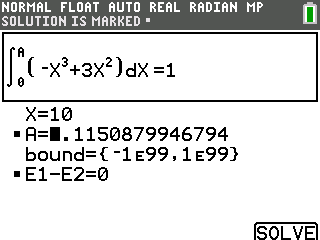 NORMAL FLOAT AUTO REAL RADIAN MP
SOLUTION IS MARKED ▪
∫₀ᴬ(-X³+3X²)dX=1
X=10
▪A=█.1150879946794
bound={-1ᴇ99,1ᴇ99}
▪E1-E2=0
SOLVE